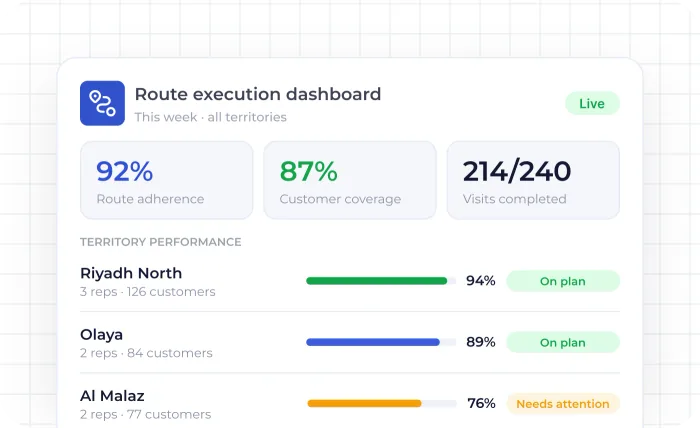 Route execution dashboard
This week · all territories
Live
92%
Route adherence
87%
Customer coverage
214/240
Visits completed
TERRITORY PERFORMANCE
Riyadh North
3 reps · 126 customers
94%
On plan
Olaya
2 reps · 84 customers
89%
On plan
Al Malaz
2 reps · 77 customers
76%
Needs attention